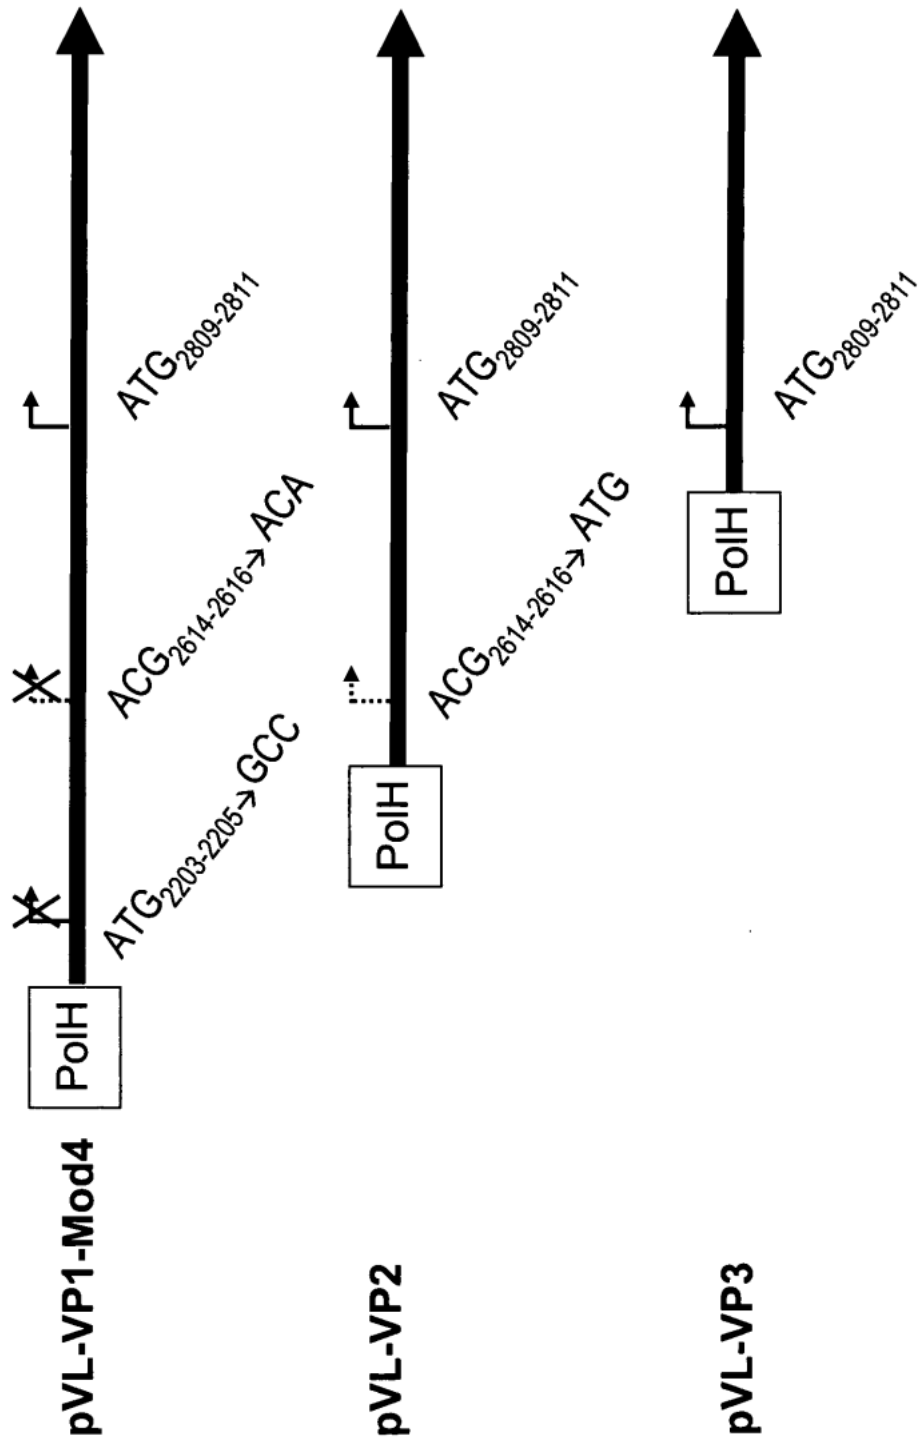 pVL-VP1-Mod4
PolH
ATG2203-2205→GCC
ACG2614-2616→ACA
ATG2809-2811
pVL-VP2
PolH
ACG2614-2616→ATG
ATG2809-2811
pVL-VP3
PolH
ATG2809-2811